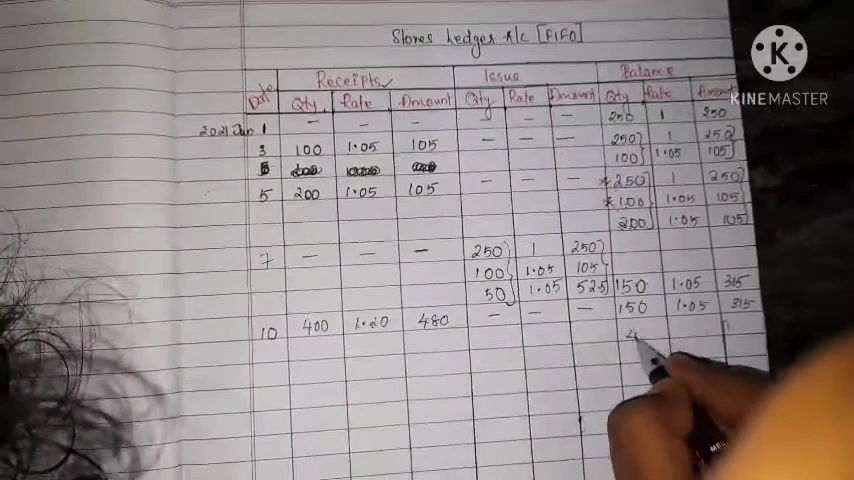 Stores Ledger A/c [FIFO]
Date Receipts Issue Balance
Qty Rate Amount Qty Rate Amount Qty Rate Amount
2021 Jan 1 - - - - - - 250 1 250
3 100 1.05 105 - - - 250 1 250
100 1.05 105
5 200 1.05 105 - - - *250 1 250
*100 1.05 105
200 1.05 105
7 - - - 250 1 250
100 1.05 105
50 1.05 525 150 1.05 315
150 1.05 315
10 400 1.20 480 - - -
4
K
KINEMASTER